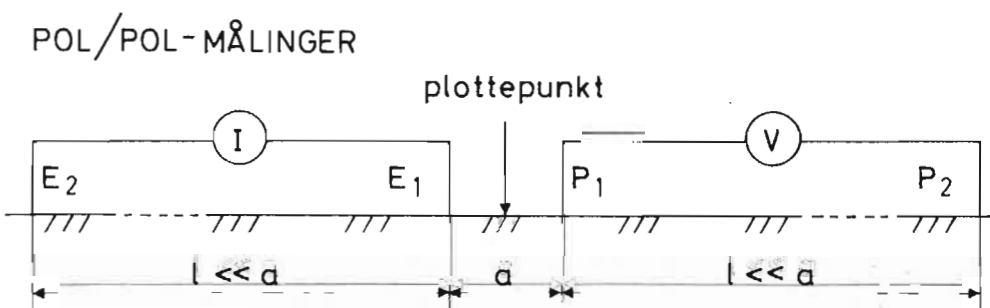 POL/POL-MÅLINGER
plottepunkt
I V
E2 E1 P1 P2
l << a a l << a